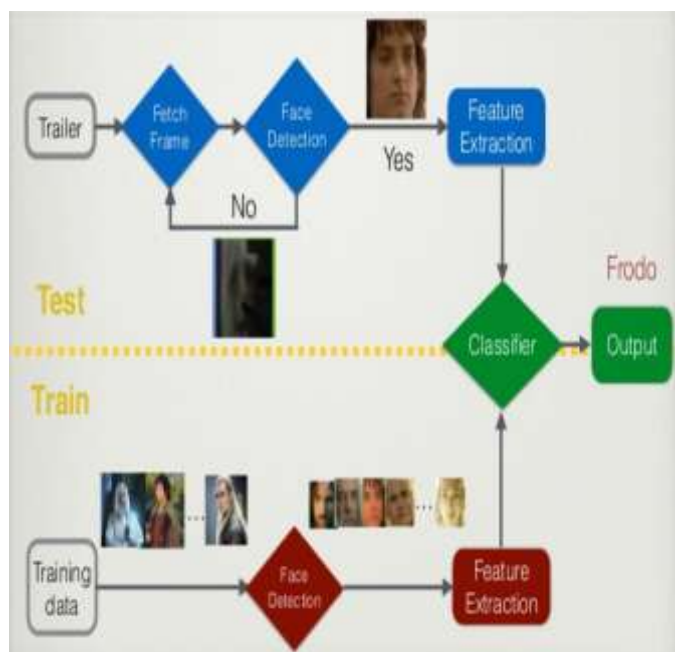 Trailer
Fetch
Frame
Face
Detection
Yes
No
Feature
Extraction
Test
Frodo
Classifier
Output
Train
...
...
Training
data
Face
Detection
Feature
Extraction